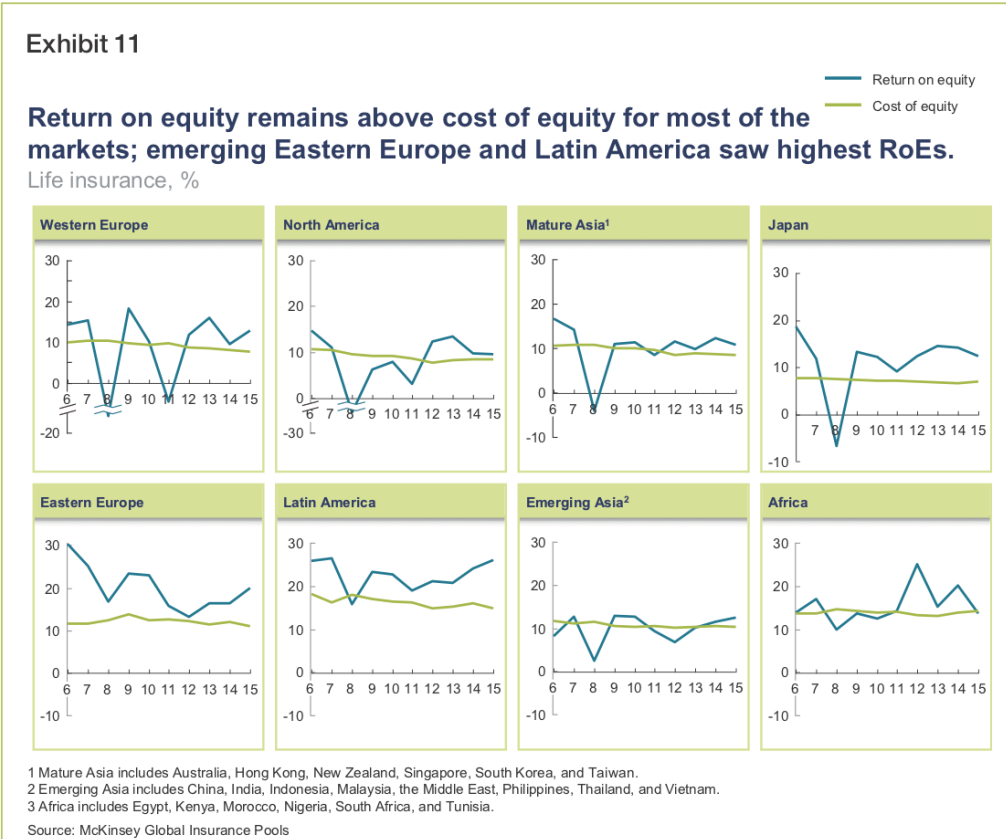 Exhibit 11
Return on equity
Cost of equity
Return on equity remains above cost of equity for most of the
markets; emerging Eastern Europe and Latin America saw highest RoEs.
Life insurance, %
Western Europe
30
20
10
0
-20
6 7 8 9 10 11 12 13 14 15
North America
30
20
10
0
-30
6 7 8 9 10 11 12 13 14 15
Mature Asia¹
30
20
10
0
-10
6 7 8 9 10 11 12 13 14 15
Japan
30
20
10
0
-10
7 8 9 10 11 12 13 14 15
Eastern Europe
30
20
10
0
-10
6 7 8 9 10 11 12 13 14 15
Latin America
30
20
10
0
-10
6 7 8 9 10 11 12 13 14 15
Emerging Asia²
30
20
10
0
-10
6 7 8 9 10 11 12 13 14 15
Africa
30
20
10
0
-10
6 7 8 9 10 11 12 13 14 15
1 Mature Asia includes Australia, Hong Kong, New Zealand, Singapore, South Korea, and Taiwan.
2 Emerging Asia includes China, India, Indonesia, Malaysia, the Middle East, Philippines, Thailand, and Vietnam.
3 Africa includes Egypt, Kenya, Morocco, Nigeria, South Africa, and Tunisia.
Source: McKinsey Global Insurance Pools